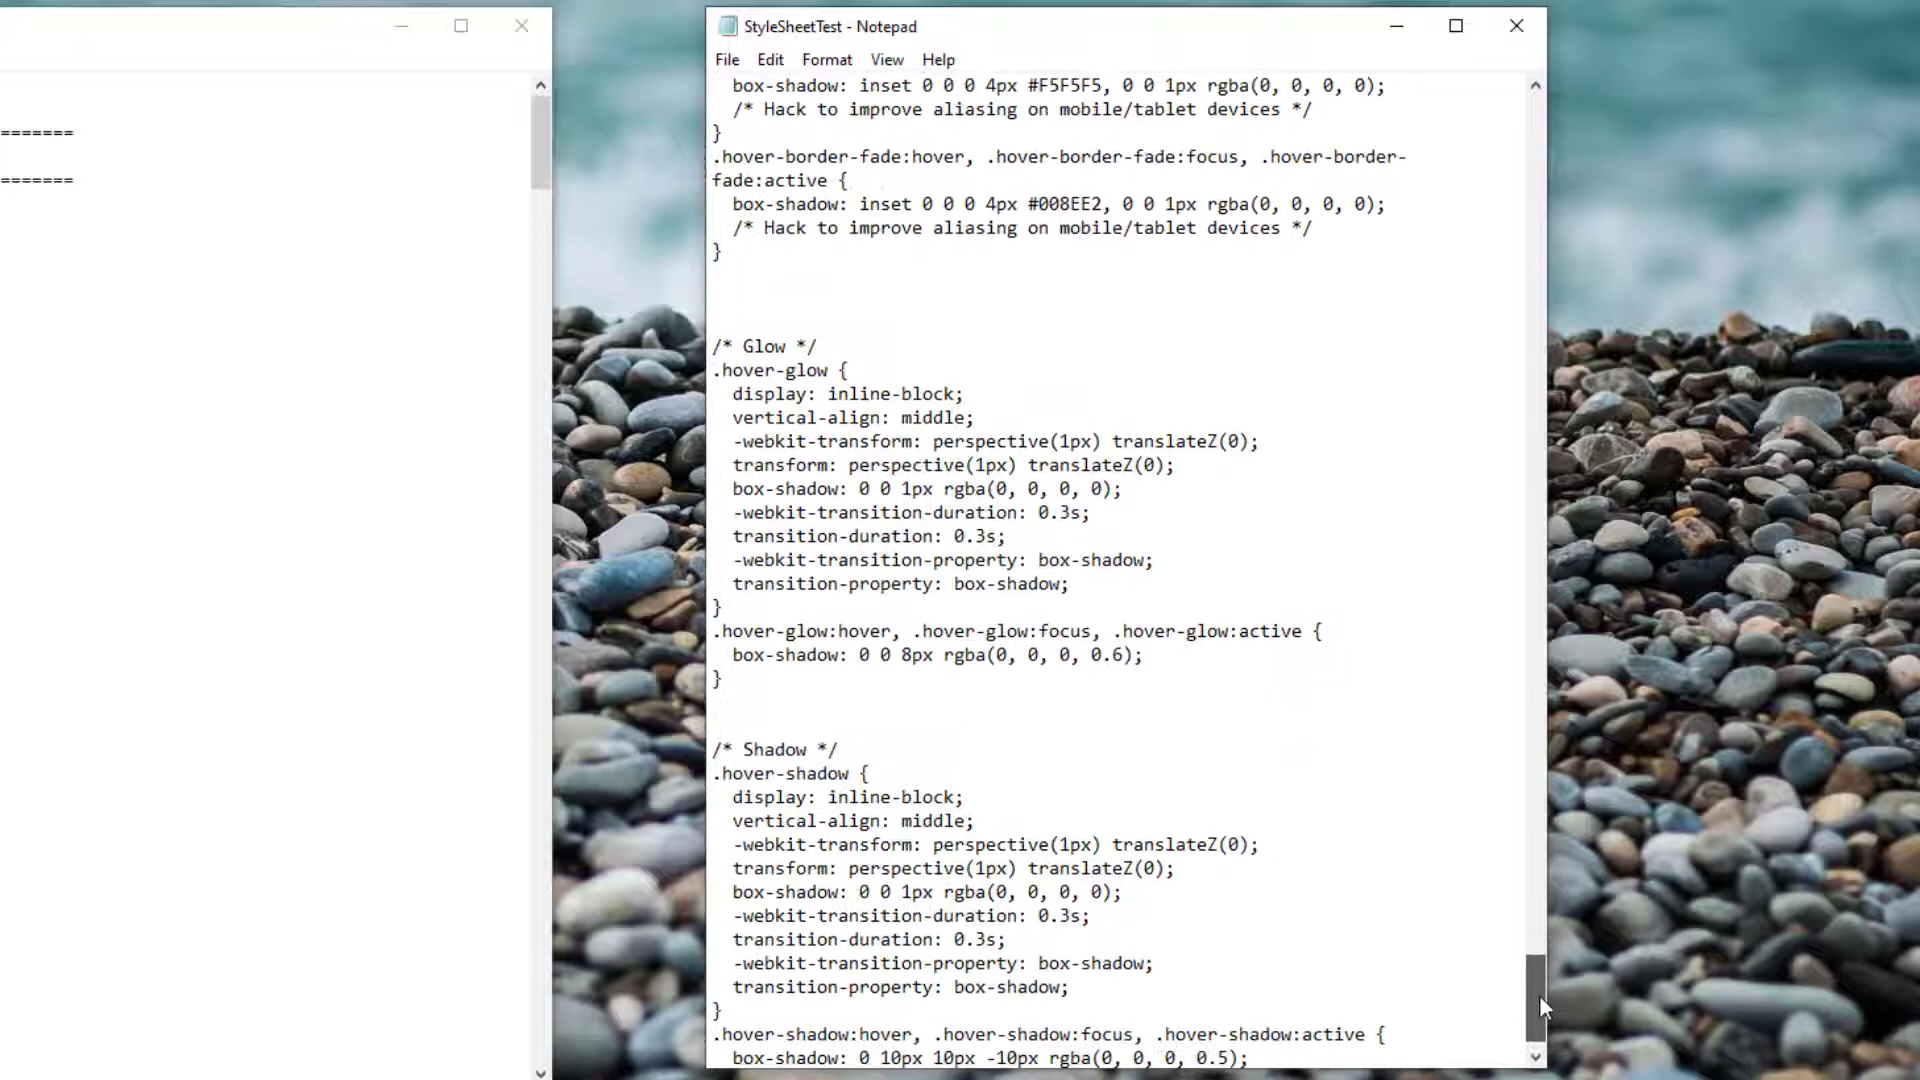 =======
=======
StyleSheetTest - Notepad
File Edit Format View Help
box-shadow: inset 0 0 0 4px #F5F5F5, 0 0 1px rgba(0, 0, 0, 0);
/* Hack to improve aliasing on mobile/tablet devices */
}
.hover-border-fade:hover, .hover-border-fade:focus, .hover-border-
fade:active {
box-shadow: inset 0 0 0 4px #008EE2, 0 0 1px rgba(0, 0, 0, 0);
/* Hack to improve aliasing on mobile/tablet devices */
}
/* Glow */
.hover-glow {
display: inline-block;
vertical-align: middle;
-webkit-transform: perspective(1px) translateZ(0);
transform: perspective(1px) translateZ(0);
box-shadow: 0 0 1px rgba(0, 0, 0, 0);
-webkit-transition-duration: 0.3s;
transition-duration: 0.3s;
-webkit-transition-property: box-shadow;
transition-property: box-shadow;
}
.hover-glow:hover, .hover-glow:focus, .hover-glow:active {
box-shadow: 0 0 8px rgba(0, 0, 0, 0.6);
}
/* Shadow */
.hover-shadow {
display: inline-block;
vertical-align: middle;
-webkit-transform: perspective(1px) translateZ(0);
transform: perspective(1px) translateZ(0);
box-shadow: 0 0 1px rgba(0, 0, 0, 0);
-webkit-transition-duration: 0.3s;
transition-duration: 0.3s;
-webkit-transition-property: box-shadow;
transition-property: box-shadow;
}
.hover-shadow:hover, .hover-shadow:focus, .hover-shadow:active {
box-shadow: 0 10px 10px -10px rgba(0, 0, 0, 0.5);